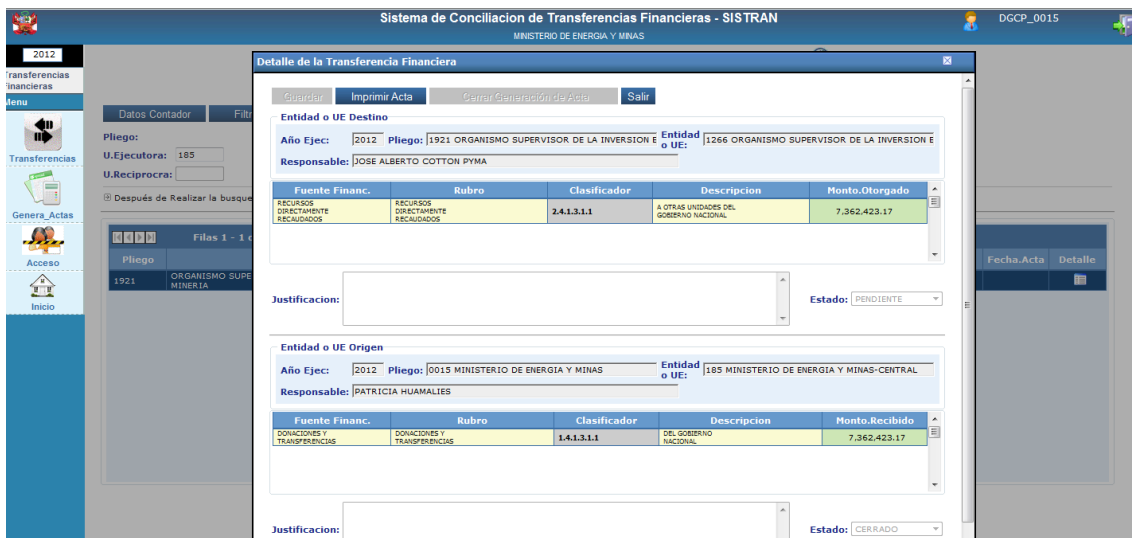 Sistema de Conciliacion de Transferencias Financieras - SISTRAN
MINISTERIO DE ENERGIA Y MINAS
DGCP_0015
2012
Transferencias
Financieras
Menu
Transferencias
Genera_Actas
Acceso
Inicio
Datos Contador
Filtr
Pliego:
U.Ejecutora: 185
U.Reciprocra:
Después de Realizar la busque
Filas 1 - 1
Pliego
Fecha.Acta Detalle
1921 ORGANISMO SUPE
MINERIA
Detalle de la Transferencia Financiera
Guardar Imprimir Acta Cerrar Generación de Acta Salir
Entidad o UE Destino
Año Ejec: 2012 Pliego: 1921 ORGANISMO SUPERVISOR DE LA INVERSION E Entidad o UE: 1266 ORGANISMO SUPERVISOR DE LA INVERSION E
Responsable: JOSE ALBERTO COTTON PYMA
Fuente Financ. Rubro Clasificador Descripcion Monto.Otorgado
RECURSOS DIRECTAMENTE RECAUDADOS RECURSOS DIRECTAMENTE RECAUDADOS 2.4.1.3.1.1 A OTRAS UNIDADES DEL GOBIERNO NACIONAL 7,362,423.17
Justificacion: Estado: PENDIENTE
Entidad o UE Origen
Año Ejec: 2012 Pliego: 0015 MINISTERIO DE ENERGIA Y MINAS Entidad o UE: 185 MINISTERIO DE ENERGIA Y MINAS-CENTRAL
Responsable: PATRICIA HUAMALIES
Fuente Financ. Rubro Clasificador Descripcion Monto.Recibido
DONACIONES Y TRANSFERENCIAS DONACIONES Y TRANSFERENCIAS 1.4.1.3.1.1 DEL GOBIERNO NACIONAL 7,362,423.17
Justificacion: Estado: CERRADO